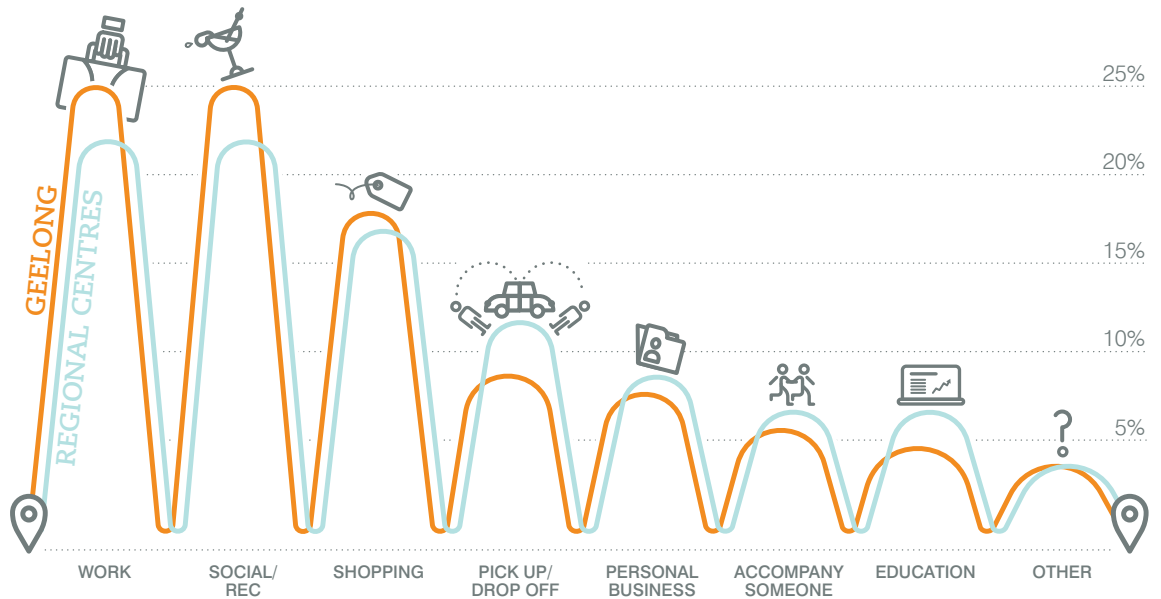 25%
20%
15%
10%
5%
GEELONG
REGIONAL CENTRES
?
WORK
SOCIAL/
REC
SHOPPING
PICK UP/
DROP OFF
PERSONAL
BUSINESS
ACCOMPANY
SOMEONE
EDUCATION
OTHER